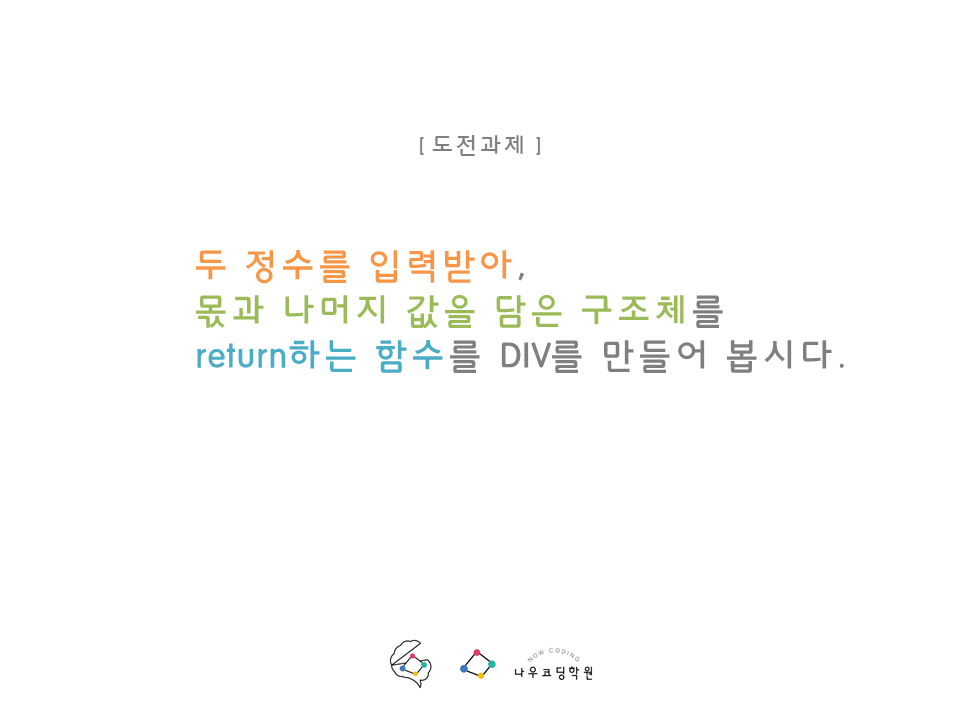 [ 도전과제 ]
두 정수를 입력받아,
몫과 나머지 값을 담은 구조체를
return하는 함수를 DIV를 만들어 봅시다.
NOW CODING
나우코딩학원